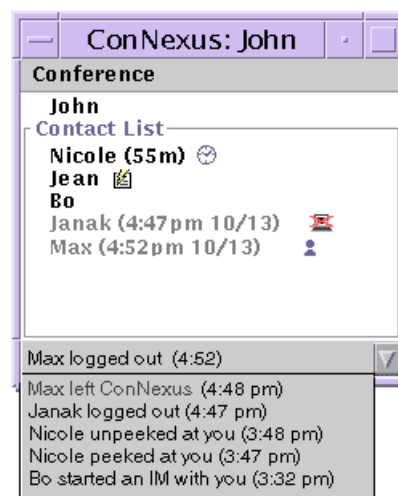 ConNexus: John
Conference
John
Contact List
Nicole (55m)
Jean
Bo
Janak (4:47pm 10/13)
Max (4:52pm 10/13)
Max logged out (4:52)
Max left ConNexus (4:48 pm)
Janak logged out (4:47 pm)
Nicole unpeeked at you (3:48 pm)
Nicole peeked at you (3:47 pm)
Bo started an IM with you (3:32 pm)